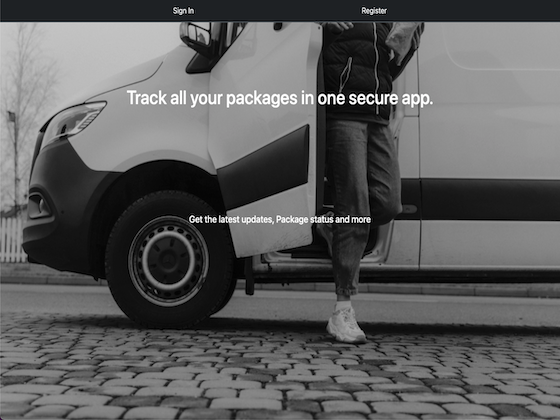 Sign In
Register
Track all your packages in one secure app.
Get the latest updates, Package status and more